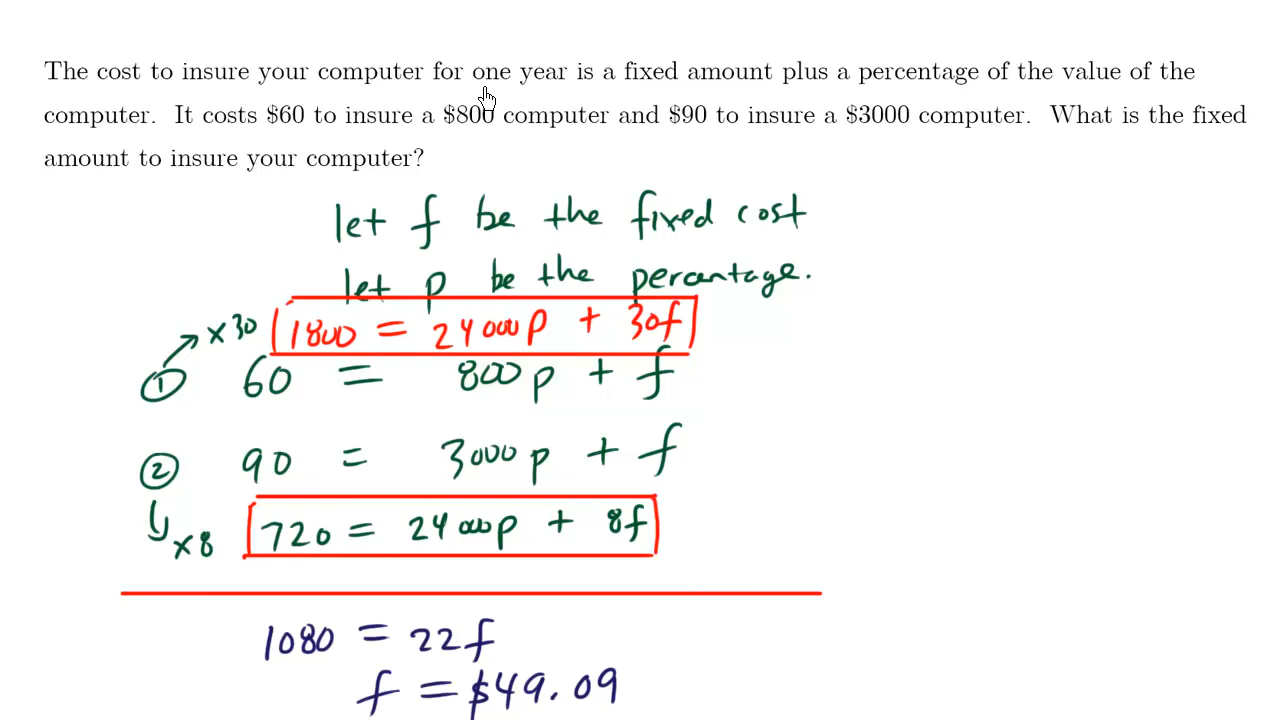 The cost to insure your computer for one year is a fixed amount plus a percentage of the value of the
computer. It costs $60 to insure a $800 computer and $90 to insure a $3000 computer. What is the fixed
amount to insure your computer?
let f be the fixed cost
let p be the percentage.
×30 1800 = 24000p + 30f
① 60 = 800p + f
② 90 = 3000p + f
×8 720 = 24000p + 8f
1080 = 22f
f = $49.09